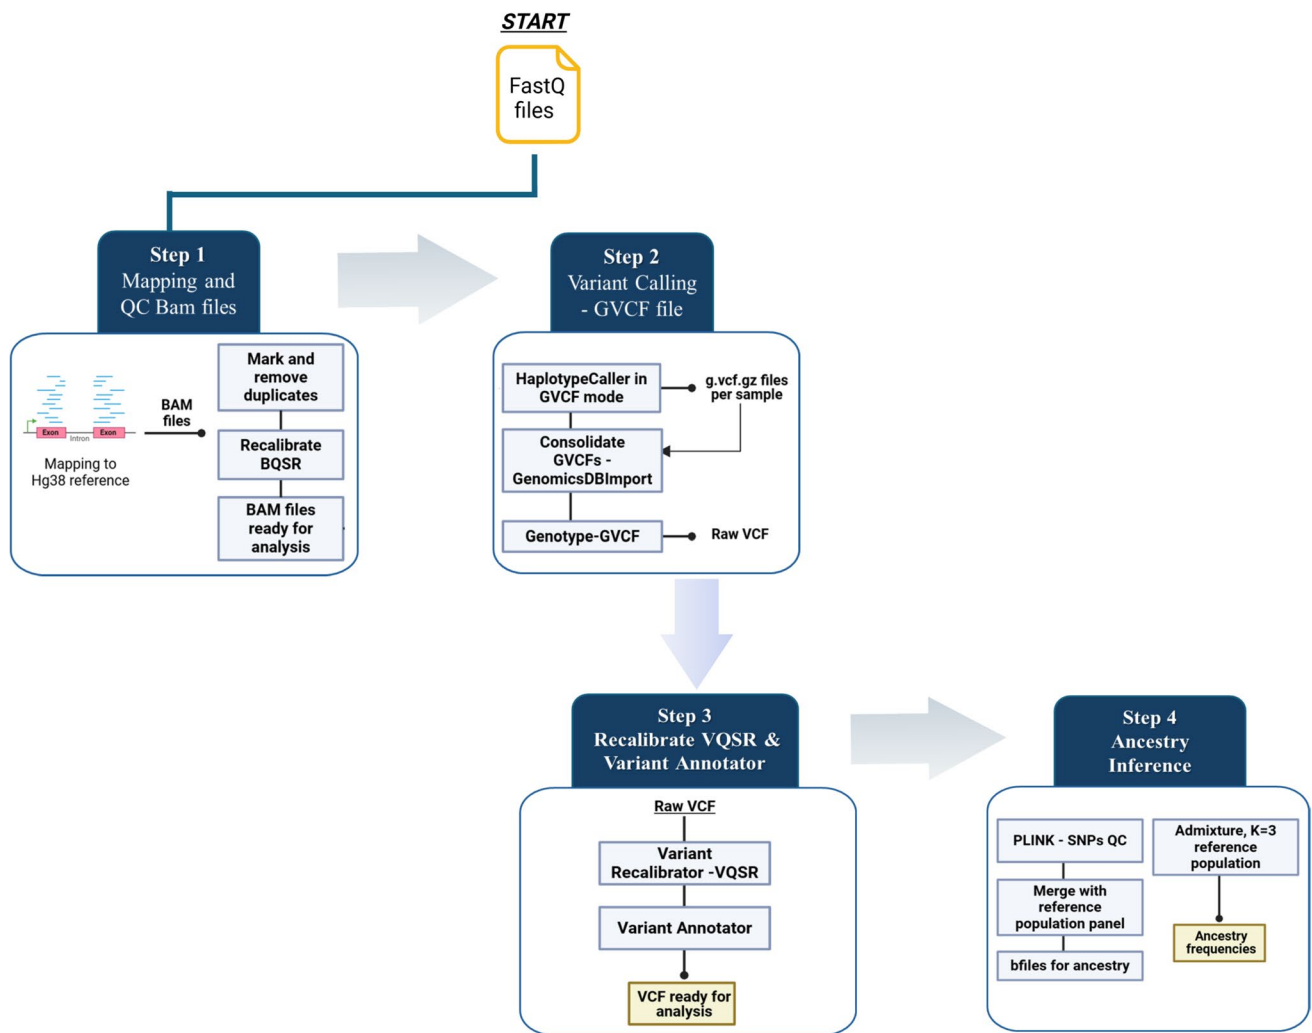 START
FastQ
files
Step 1
Mapping and
QC Bam files
Mark and
remove
duplicates
BAM
files
Exon
Intron
Exon
Recalibrate
BQSR
Mapping to
Hg38 reference
BAM files
ready for
analysis
Step 2
Variant Calling
- GVCF file
HaplotypeCaller in
GVCF mode
g.vcf.gz files
per sample
Consolidate
GVCFs -
GenomicsDBImport
Genotype-GVCF
Raw VCF
Step 3
Recalibrate VQSR &
Variant Annotator
Raw VCF
Variant
Recalibrator -VQSR
Variant Annotator
VCF ready for
analysis
Step 4
Ancestry
Inference
PLINK - SNPs QC
Merge with
reference
population panel
bfiles for ancestry
Admixture, K=3
reference
population
Ancestry
frequencies